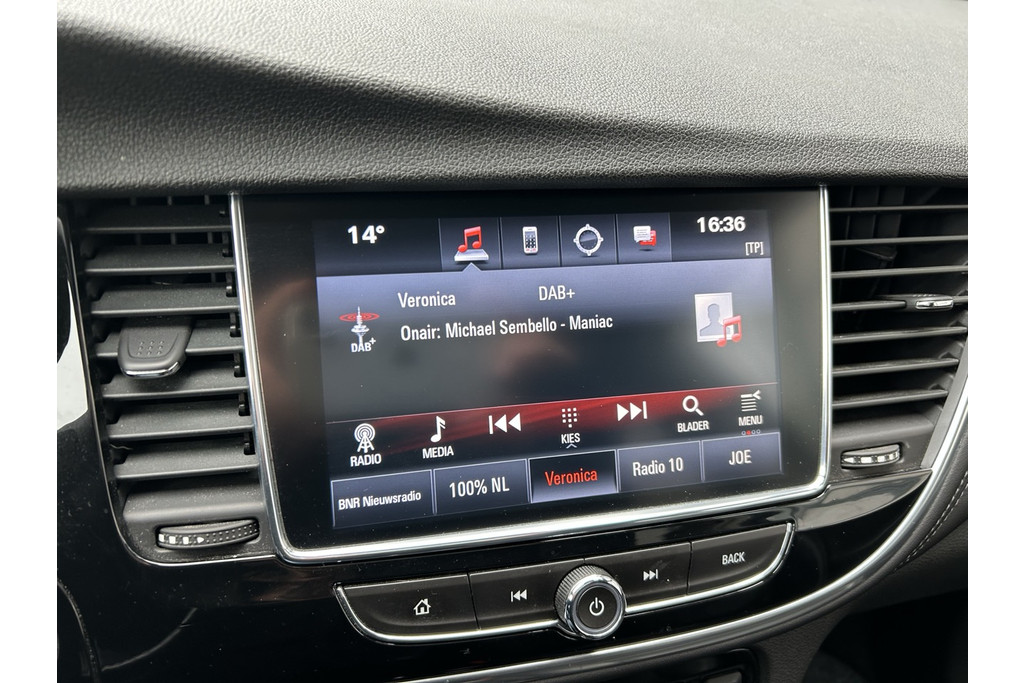 14°
16:36
[TP]
Veronica DAB+
Onair: Michael Sembello - Maniac
DAB+
RADIO
MEDIA
KIES
BLADER
MENU
BNR Nieuwsradio
100% NL
Veronica
Radio 10
JOE
BACK